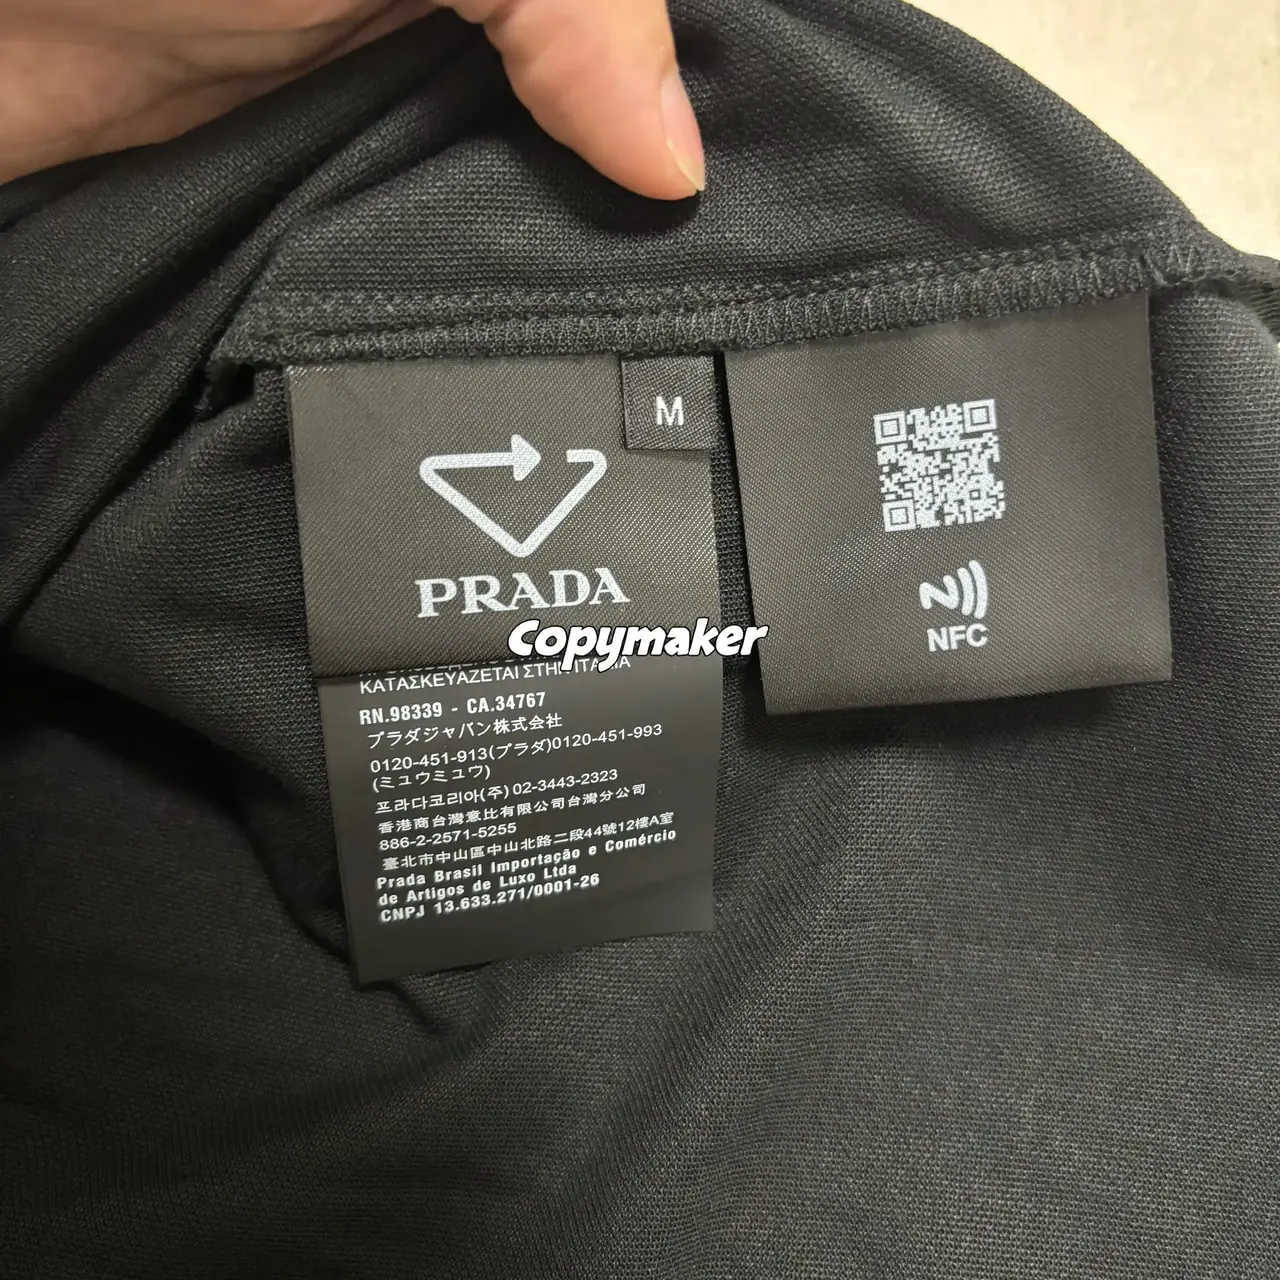 M
PRADA
NFC
Copymaker
ΚΑΤΑΣΚΕΥΑΖΕΤΑΙ ΣΤΗΝ ΙΤΑΛΙΑ
RN.98339 - CA.34767
プラダジャパン株式会社
0120-451-913(プラダ)0120-451-993
(ミュウミュウ)
프라다코리아(주) 02-3443-2323
香港商台灣意比有限公司台灣分公司
886-2-2571-5255
臺北市中山區中山北路二段44號12樓A室
Prada Brasil Importação e Comércio
de Artigos de Luxo Ltda
CNPJ 13.633.271/0001-26